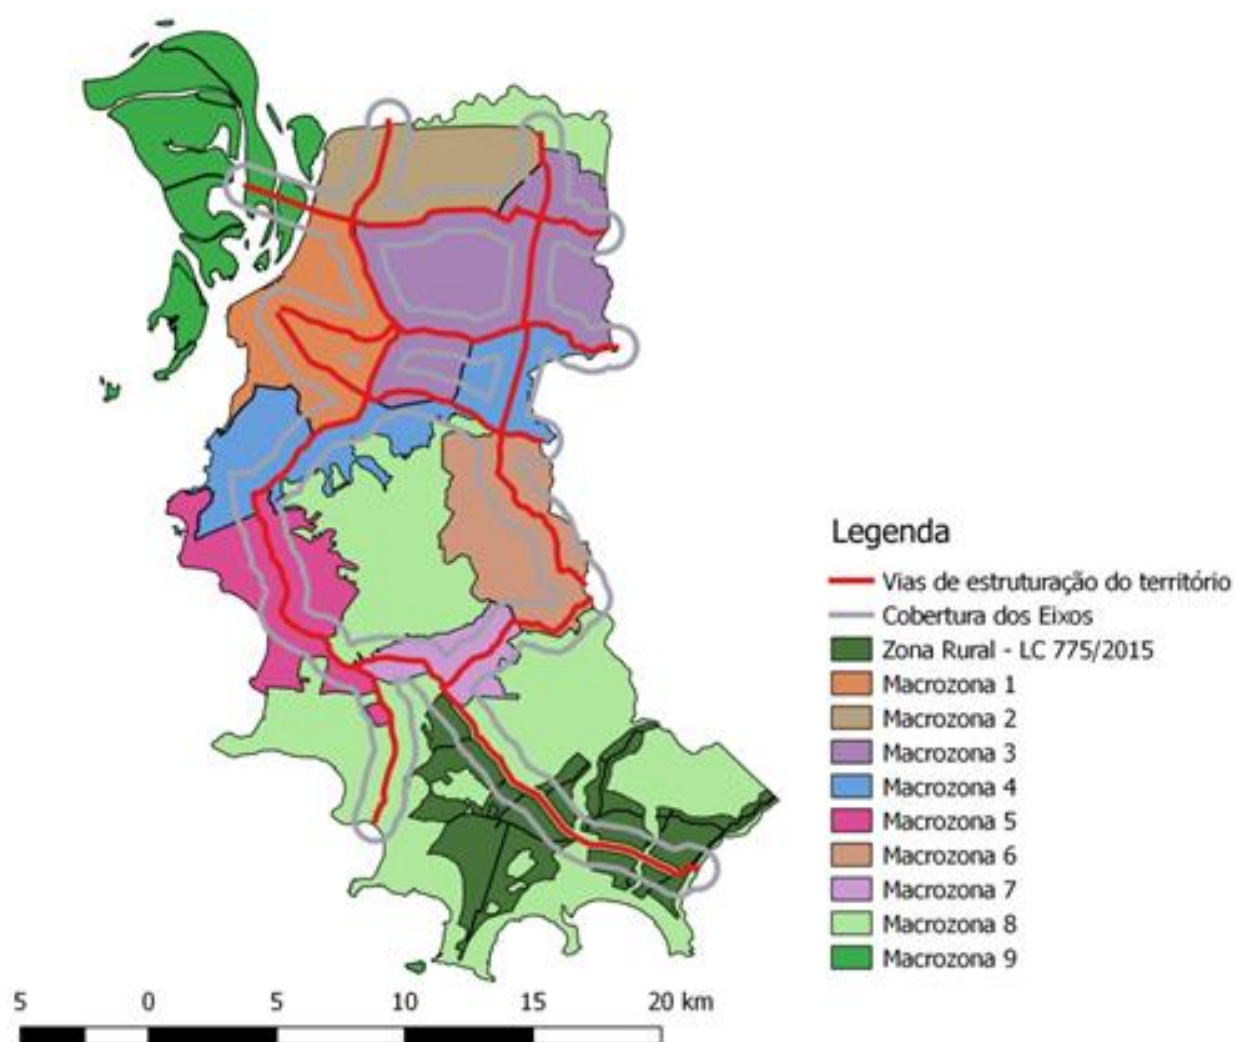 Legenda
Vias de estruturação do território
Cobertura dos Eixos
Zona Rural - LC 775/2015
Macrozona 1
Macrozona 2
Macrozona 3
Macrozona 4
Macrozona 5
Macrozona 6
Macrozona 7
Macrozona 8
Macrozona 9
5 0 5 10 15 20 km